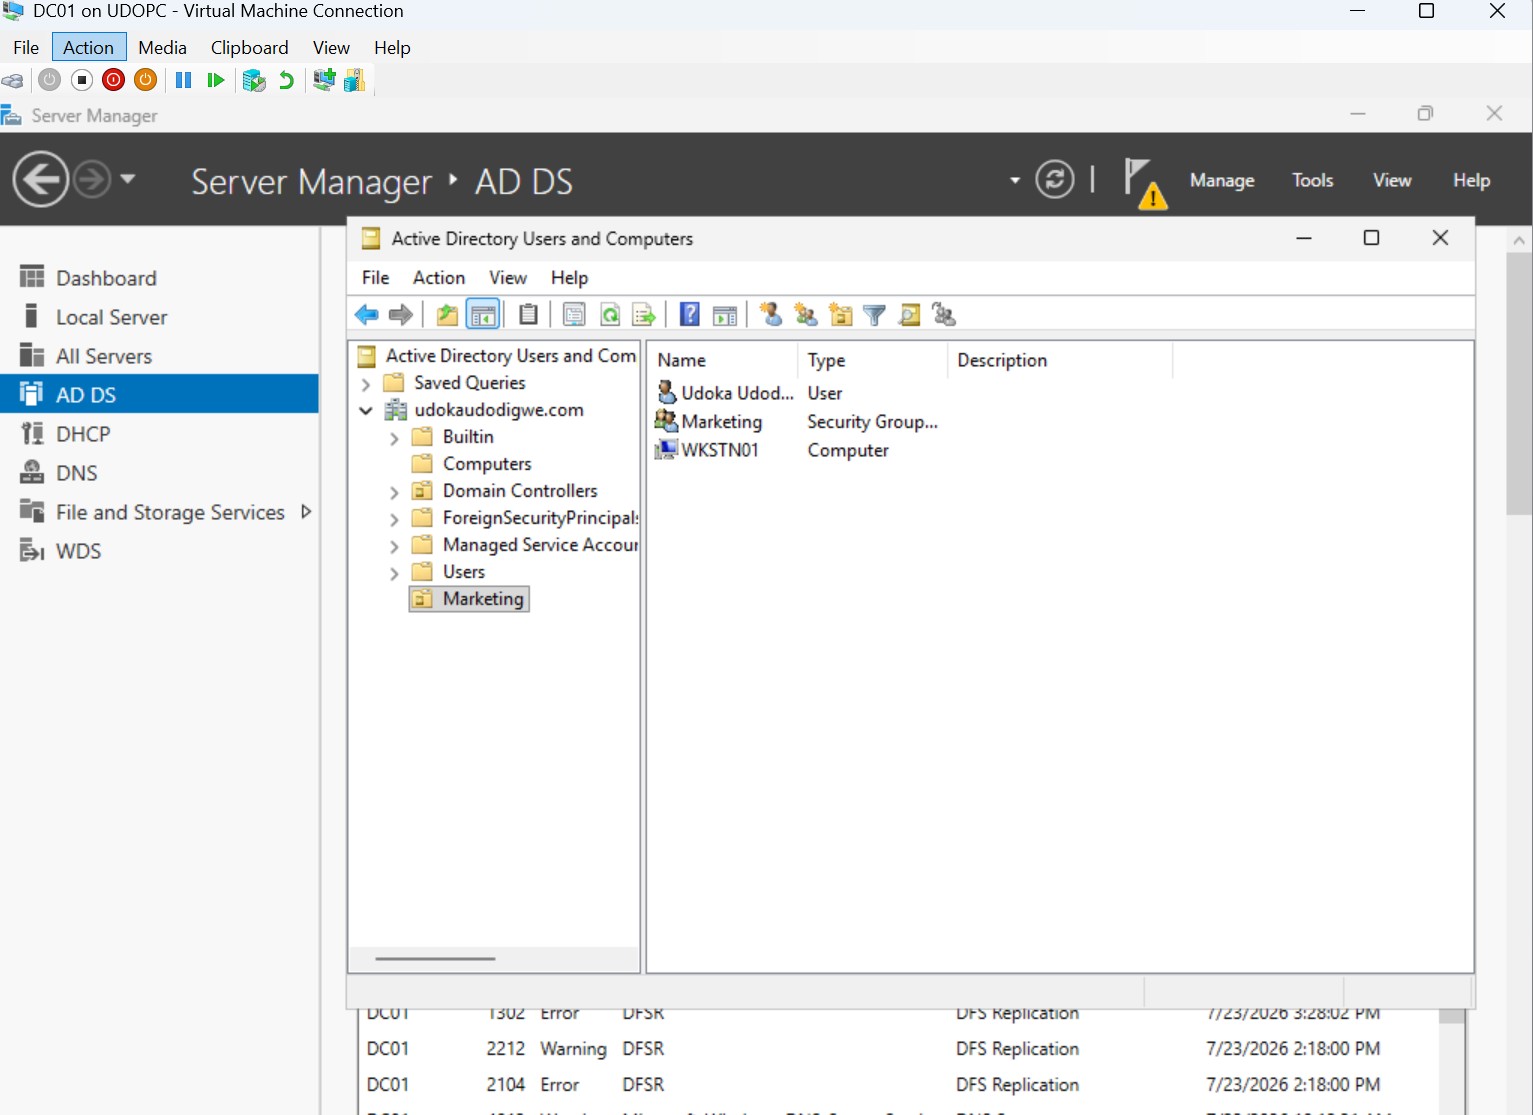 DC01 on UDOPC - Virtual Machine Connection
File Action Media Clipboard View Help
Server Manager
Server Manager AD DS
Manage Tools View Help
Dashboard
Local Server
All Servers
AD DS
DHCP
DNS
File and Storage Services
WDS
Active Directory Users and Computers
File Action View Help
Active Directory Users and Com
Saved Queries
udokaudodigwe.com
Builtin
Computers
Domain Controllers
ForeignSecurityPrincipals
Managed Service Accour
Users
Marketing
Name Type Description
Udoka Udod... User
Marketing Security Group...
WKSTN01 Computer
DC01 1302 Error DFSR DFS Replication 7/23/2026 3:28:02 PM
DC01 2212 Warning DFSR DFS Replication 7/23/2026 2:18:00 PM
DC01 2104 Error DFSR DFS Replication 7/23/2026 2:18:00 PM